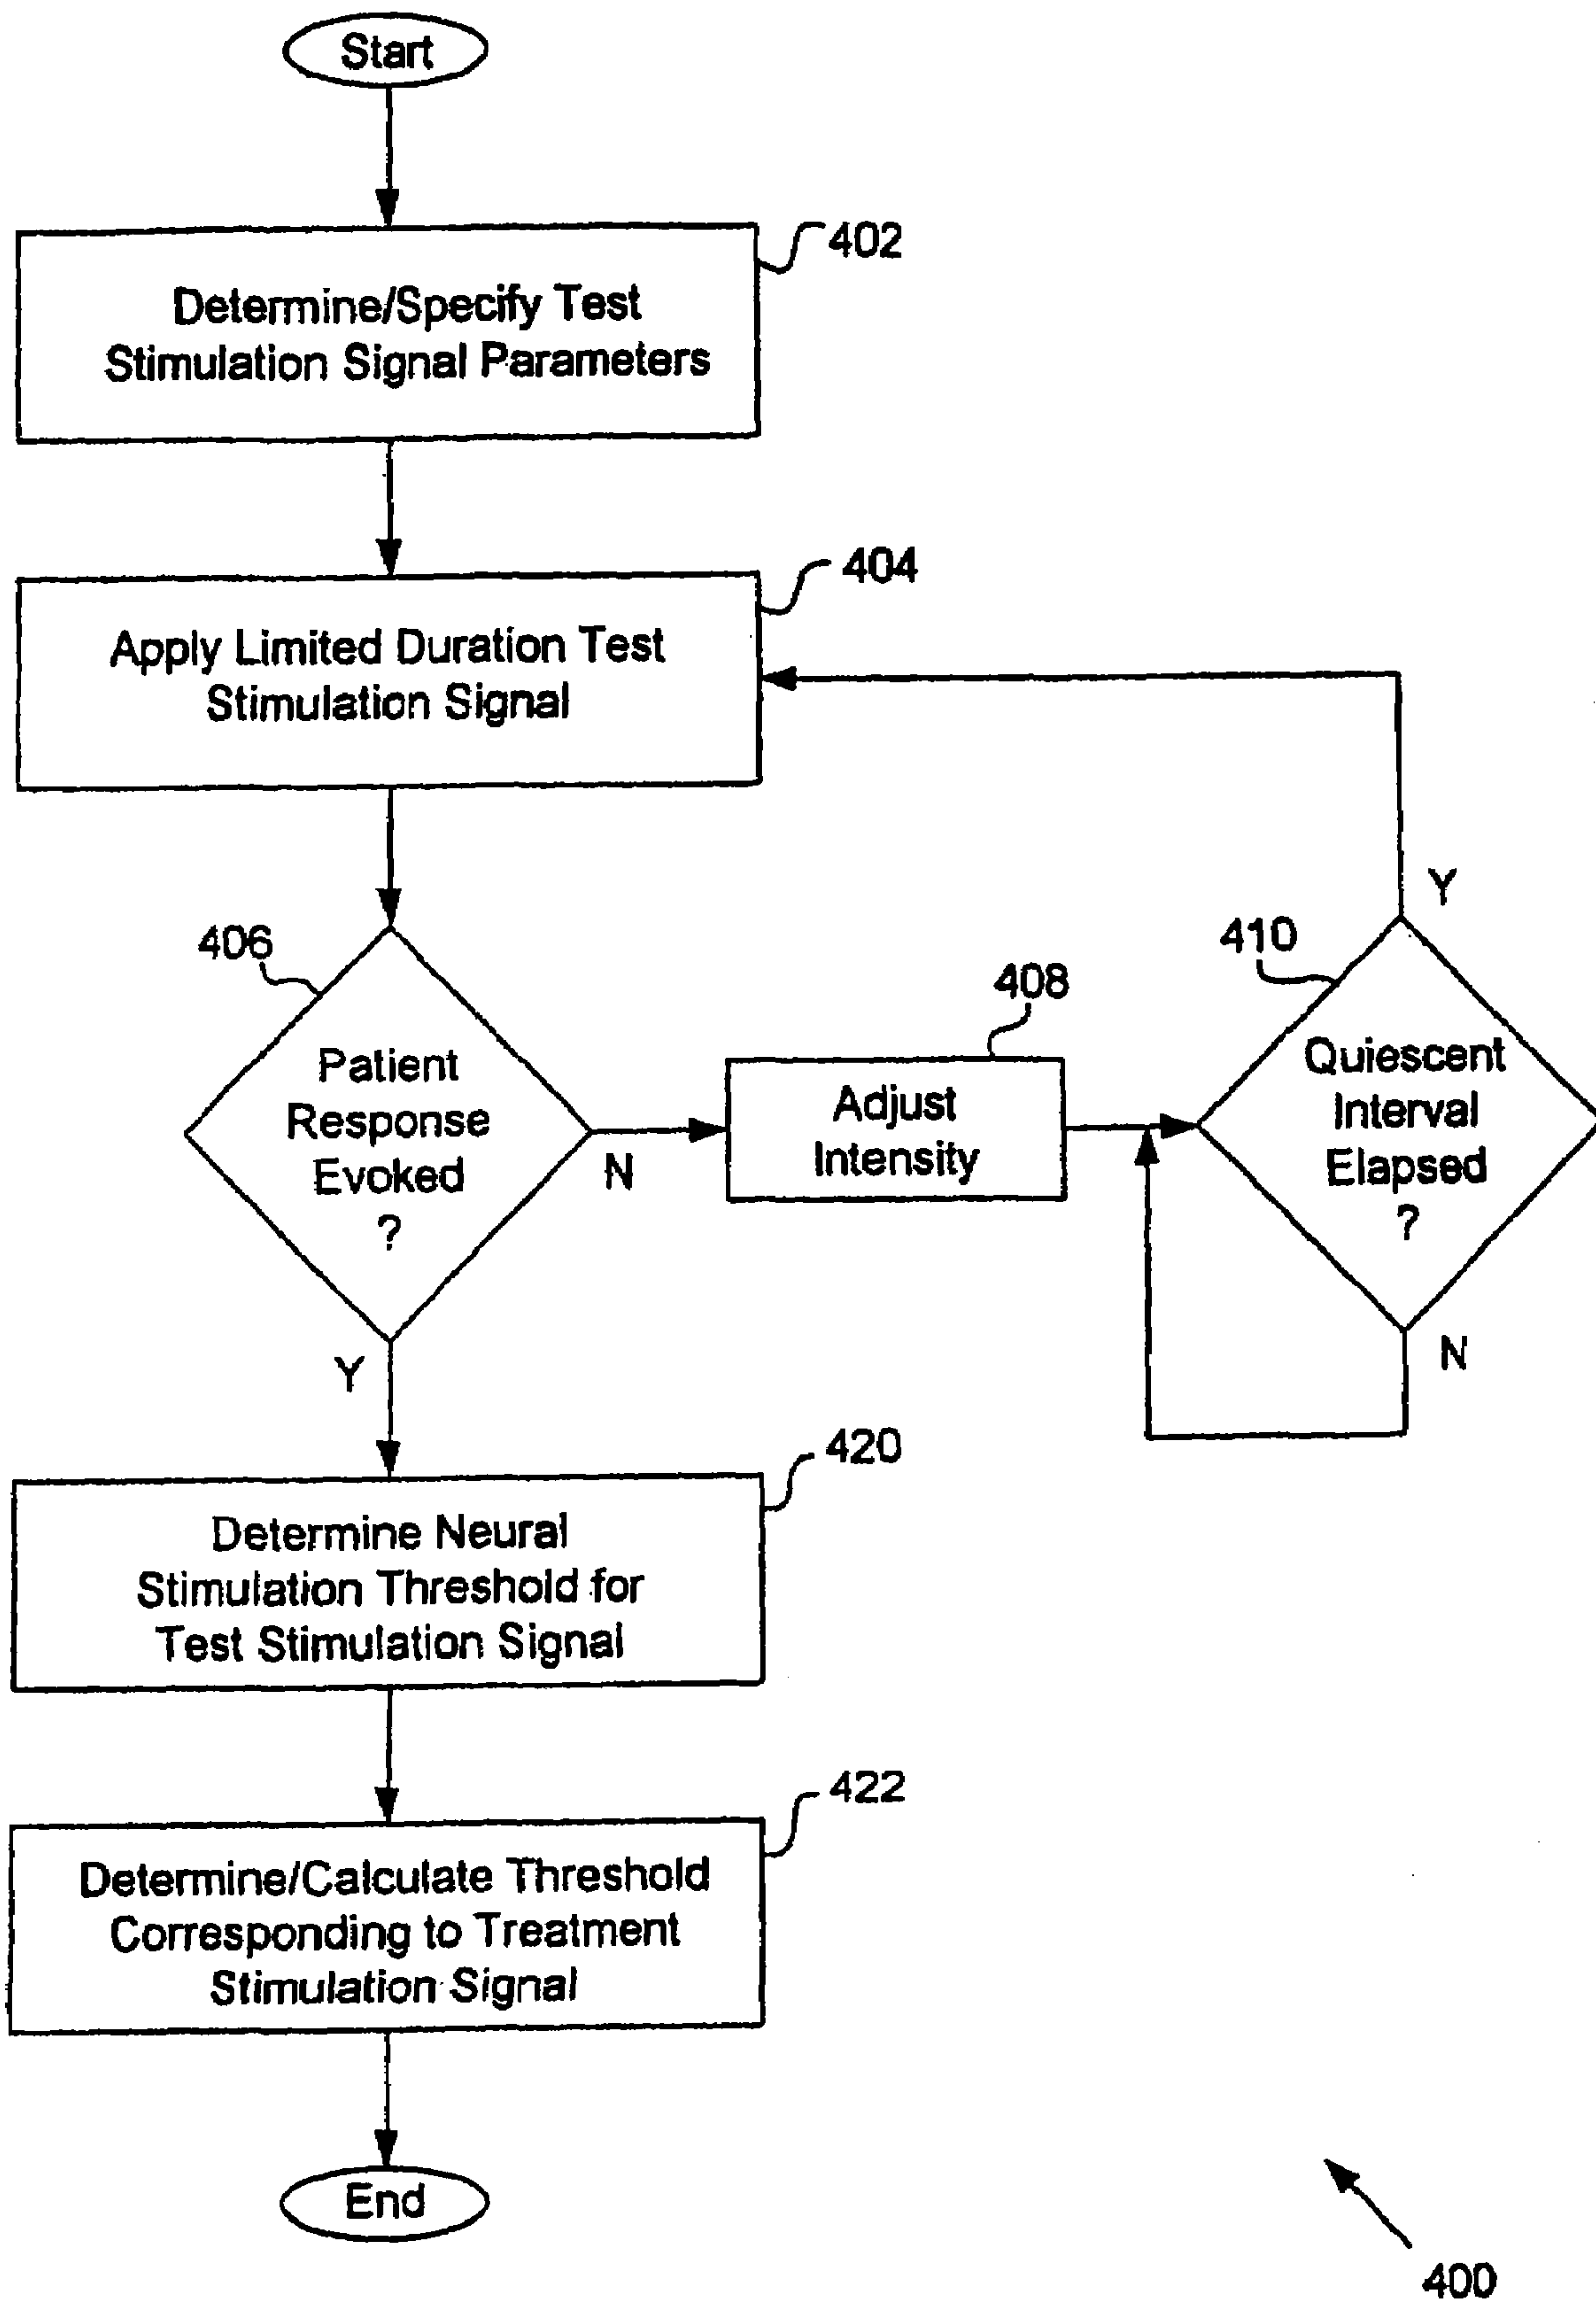 Start
402
Determine/Specify Test
Stimulation Signal Parameters
404
Apply Limited Duration Test
Stimulation Signal
Y
406
410
408
Patient
Response
Evoked
?
N
Adjust
Intensity
Quiescent
Interval
Elapsed
?
N
Y
420
Determine Neural
Stimulation Threshold for
Test Stimulation Signal
422
Determine/Calculate Threshold
Corresponding to Treatment
Stimulation Signal
End
400